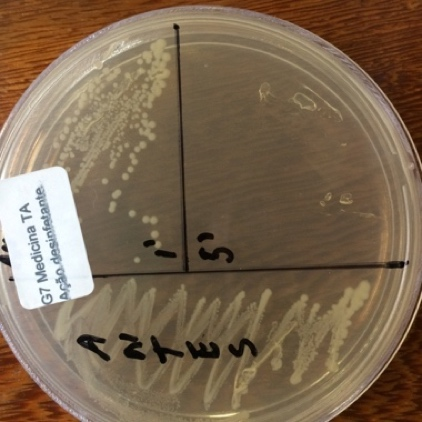 G7 Medicina TA
Ação desinfetante
1'
5'
ANTES